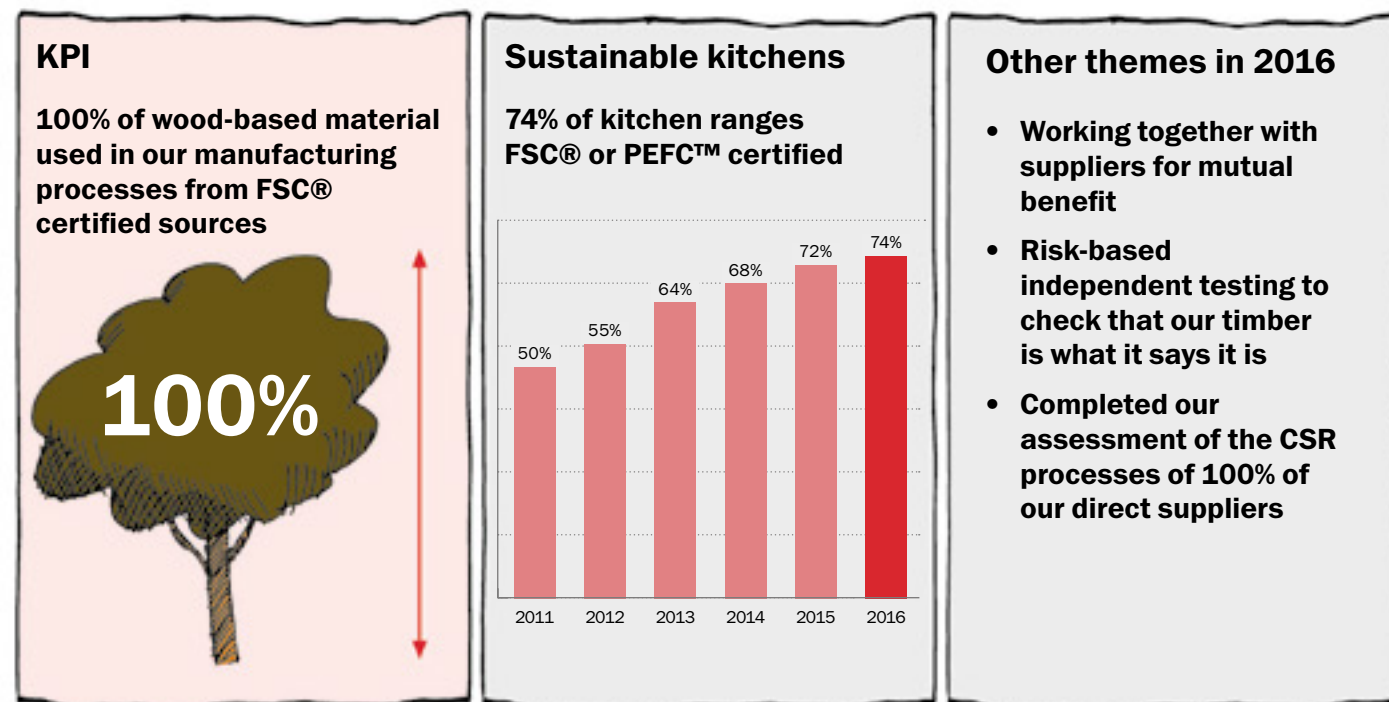 KPI
100% of wood-based material
used in our manufacturing
processes from FSC®
certified sources
100%
Sustainable kitchens
74% of kitchen ranges
FSC® or PEFC™ certified
50%
55%
64%
68%
72%
74%
2011
2012
2013
2014
2015
2016
Other themes in 2016
• Working together with
suppliers for mutual
benefit
• Risk-based
independent testing to
check that our timber
is what it says it is
• Completed our
assessment of the CSR
processes of 100% of
our direct suppliers